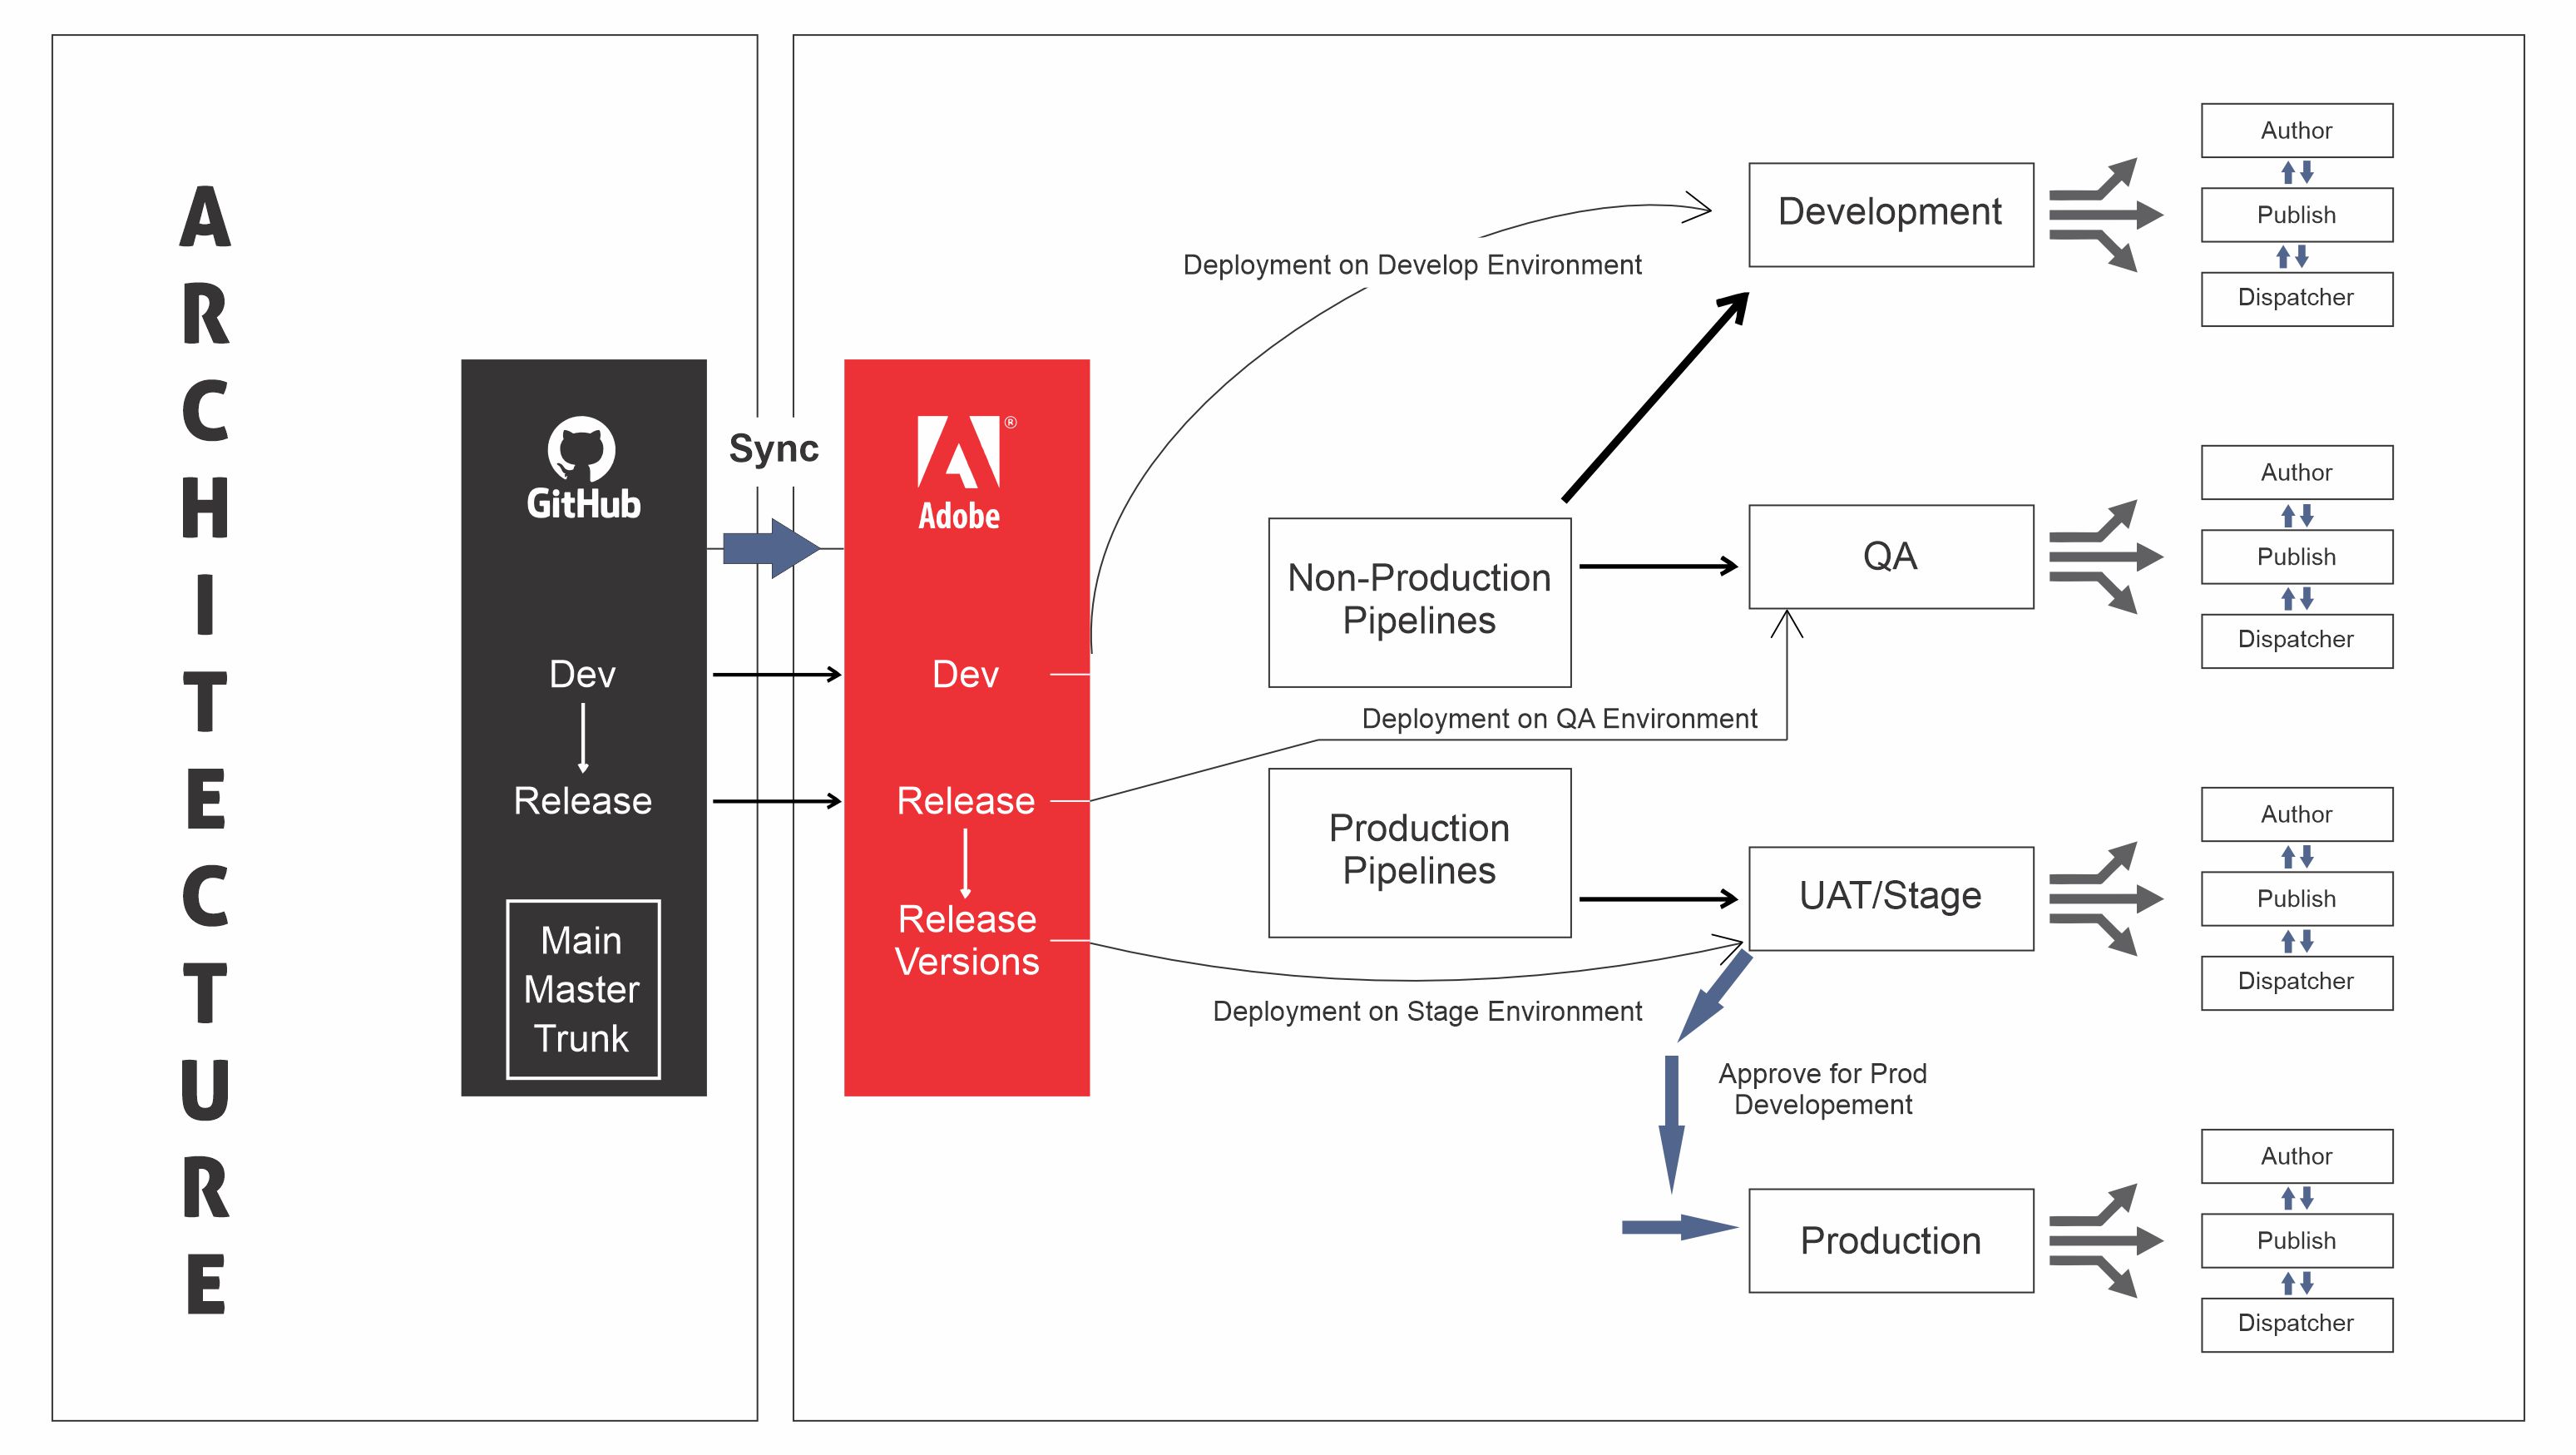 ARCHITECTURE
GitHub
Dev
Release
Main
Master
Trunk
Sync
®
Adobe
Dev
Release
Release
Versions
Deployment on Develop Environment
Non-Production
Pipelines
Deployment on QA Environment
Production
Pipelines
Deployment on Stage Environment
Approve for Prod
Developement
Development
Author
Publish
Dispatcher
QA
Author
Publish
Dispatcher
UAT/Stage
Author
Publish
Dispatcher
Production
Author
Publish
Dispatcher